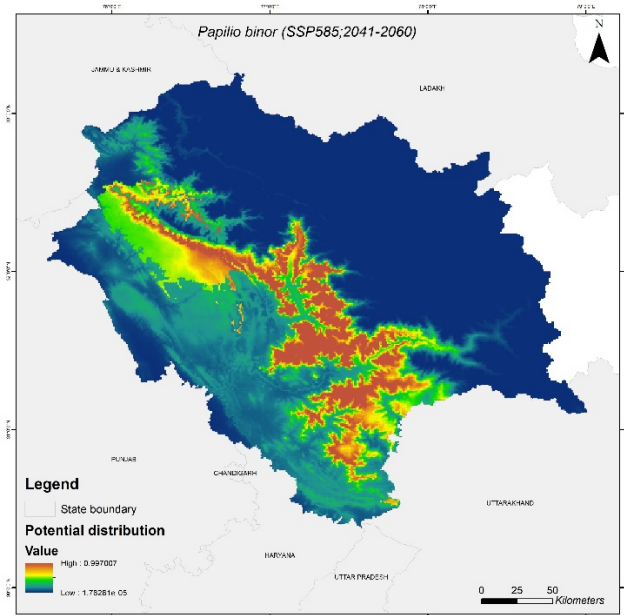 Papilio binor (SSP585;2041-2060)
N
JAMMU & KASHMIR
LADAKH
PUNJAB
CHANDIGARH
UTTARAKHAND
HARYANA
UTTAR PRADESH
Legend
State boundary
Potential distribution
Value
High : 0.997007
Low : 1.78281e 05
0 25 50
Kilometers